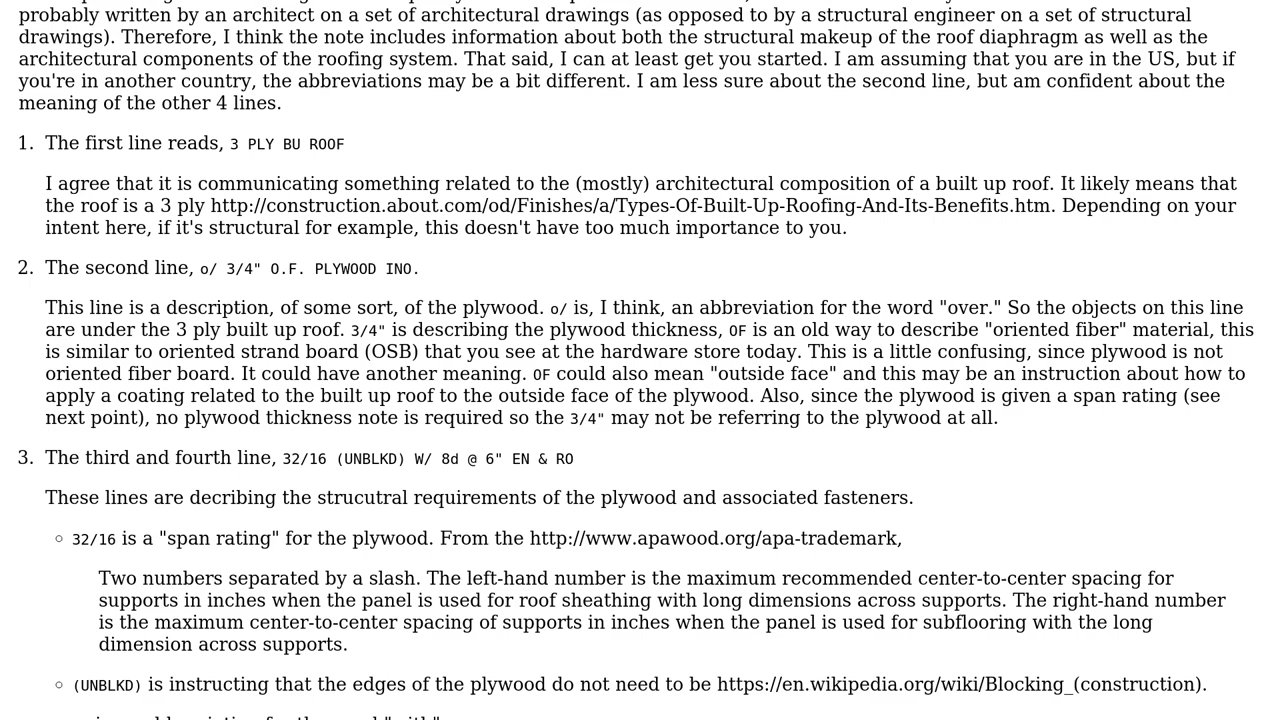 probably written by an architect on a set of architectural drawings (as opposed to by a structural engineer on a set of structural
drawings). Therefore, I think the note includes information about both the structural makeup of the roof diaphragm as well as the
architectural components of the roofing system. That said, I can at least get you started. I am assuming that you are in the US, but if
you're in another country, the abbreviations may be a bit different. I am less sure about the second line, but am confident about the
meaning of the other 4 lines.
1. The first line reads, 3 PLY BU ROOF
I agree that it is communicating something related to the (mostly) architectural composition of a built up roof. It likely means that
the roof is a 3 ply http://construction.about.com/od/Finishes/a/Types-Of-Built-Up-Roofing-And-Its-Benefits.htm. Depending on your
intent here, if it's structural for example, this doesn't have too much importance to you.
2. The second line, o/ 3/4" O.F. PLYWOOD INO.
This line is a description, of some sort, of the plywood. o/ is, I think, an abbreviation for the word "over." So the objects on this line
are under the 3 ply built up roof. 3/4" is describing the plywood thickness, OF is an old way to describe "oriented fiber" material, this
is similar to oriented strand board (OSB) that you see at the hardware store today. This is a little confusing, since plywood is not
oriented fiber board. It could have another meaning. OF could also mean "outside face" and this may be an instruction about how to
apply a coating related to the built up roof to the outside face of the plywood. Also, since the plywood is given a span rating (see
next point), no plywood thickness note is required so the 3/4" may not be referring to the plywood at all.
3. The third and fourth line, 32/16 (UNBLKD) W/ 8d @ 6" EN & RO
These lines are decribing the strucutral requirements of the plywood and associated fasteners.
○ 32/16 is a "span rating" for the plywood. From the http://www.apawood.org/apa-trademark,
Two numbers separated by a slash. The left-hand number is the maximum recommended center-to-center spacing for
supports in inches when the panel is used for roof sheathing with long dimensions across supports. The right-hand number
is the maximum center-to-center spacing of supports in inches when the panel is used for subflooring with the long
dimension across supports.
○ (UNBLKD) is instructing that the edges of the plywood do not need to be https://en.wikipedia.org/wiki/Blocking_(construction).